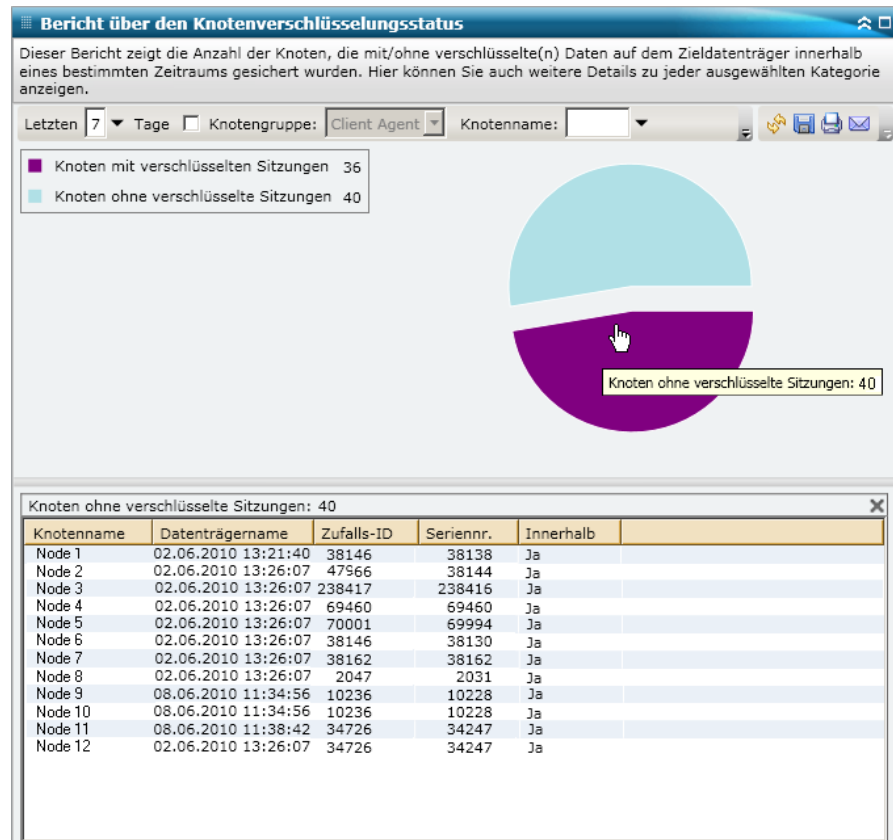 Bericht über den Knotenverschlüsselungsstatus
Dieser Bericht zeigt die Anzahl der Knoten, die mit/ohne verschlüsselte(n) Daten auf dem Zieldatenträger innerhalb
eines bestimmten Zeitraums gesichert wurden. Hier können Sie auch weitere Details zu jeder ausgewählten Kategorie
anzeigen.
Letzten 7 Tage Knotengruppe: Client Agent Knotenname:
Knoten mit verschlüsselten Sitzungen 36
Knoten ohne verschlüsselte Sitzungen 40
Knoten ohne verschlüsselte Sitzungen: 40
Knoten ohne verschlüsselte Sitzungen: 40
Knotenname Datenträgername Zufalls-ID Seriennr. Innerhalb
Node 1 02.06.2010 13:21:40 38146 38138 Ja
Node 2 02.06.2010 13:26:07 47966 38144 Ja
Node 3 02.06.2010 13:26:07 238417 238416 Ja
Node 4 02.06.2010 13:26:07 69460 69460 Ja
Node 5 02.06.2010 13:26:07 70001 69994 Ja
Node 6 02.06.2010 13:26:07 38146 38130 Ja
Node 7 02.06.2010 13:26:07 38162 38162 Ja
Node 8 02.06.2010 13:26:07 2047 2031 Ja
Node 9 08.06.2010 11:34:56 10236 10228 Ja
Node 10 08.06.2010 11:34:56 10236 10228 Ja
Node 11 08.06.2010 11:38:42 34726 34247 Ja
Node 12 02.06.2010 13:26:07 34726 34247 Ja